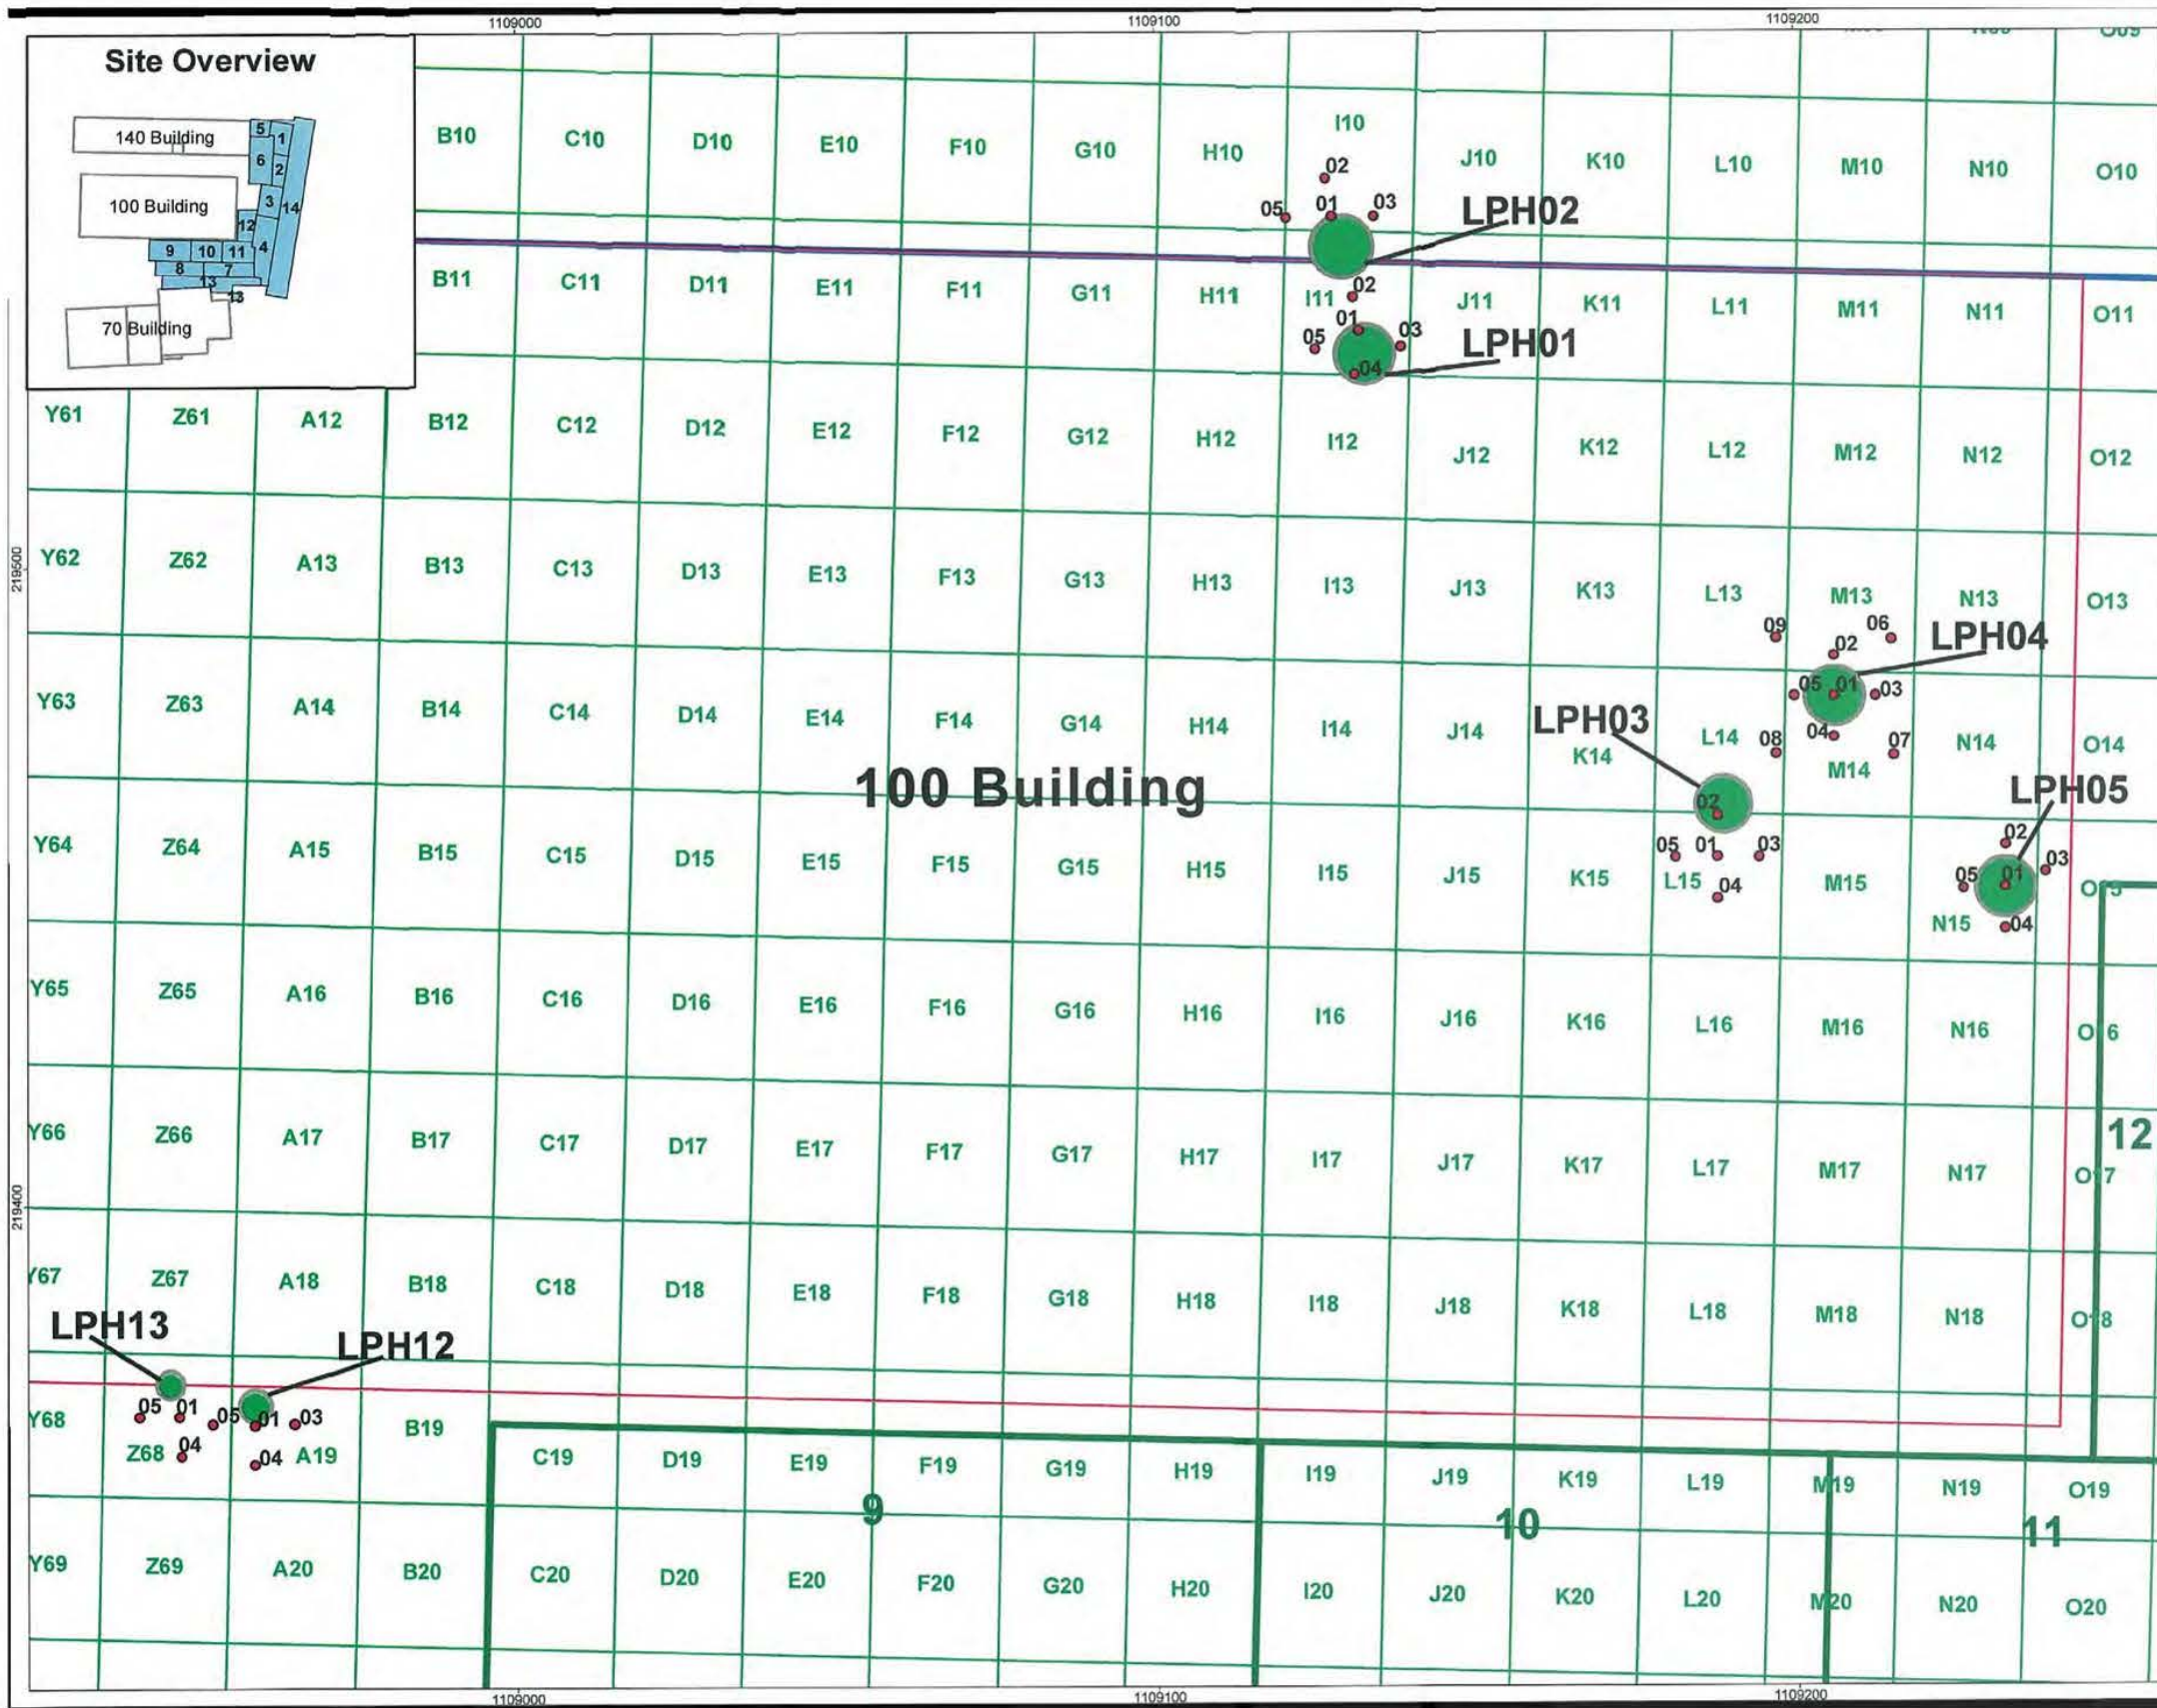 1109000 1109100 1109200
Site Overview
140 Building
5 1
6 2
100 Building
3 14
12
9 10 11 4
8 7
13
13
70 Building
O09
B10 C10 D10 E10 F10 G10 H10 I10 J10 K10 L10 M10 N10 O10
02
05 01 03
LPH02
B11 C11 D11 E11 F11 G11 H11 I11 J11 K11 L11 M11 N11 O11
02
01
05 03
LPH01
04
Y61 Z61 A12 B12 C12 D12 E12 F12 G12 H12 I12 J12 K12 L12 M12 N12 O12
219500
Y62 Z62 A13 B13 C13 D13 E13 F13 G13 H13 I13 J13 K13 L13 M13 N13 O13
09 02 06
LPH04
Y63 Z63 A14 B14 C14 D14 E14 F14 G14 H14 I14 J14 K14 L14 M14 N14 O14
05 01 03
08 04 07
LPH03
100 Building
LPH05
02
05 01 03
04
Y64 Z64 A15 B15 C15 D15 E15 F15 G15 H15 I15 J15 K15 L15 M15 N15 O15
02
05 01 03
04
Y65 Z65 A16 B16 C16 D16 E16 F16 G16 H16 I16 J16 K16 L16 M16 N16 O16
12
Y66 Z66 A17 B17 C17 D17 E17 F17 G17 H17 I17 J17 K17 L17 M17 N17 O17
219400
Y67 Z67 A18 B18 C18 D18 E18 F18 G18 H18 I18 J18 K18 L18 M18 N18 O18
LPH13
LPH12
05 01 05 01 03
04 04
Y68 Z68 A19 B19 C19 D19 E19 F19 G19 H19 I19 J19 K19 L19 M19 N19 O19
9 10 11
Y69 Z69 A20 B20 C20 D20 E20 F20 G20 H20 I20 J20 K20 L20 M20 N20 O20
1109000 1109100 1109200